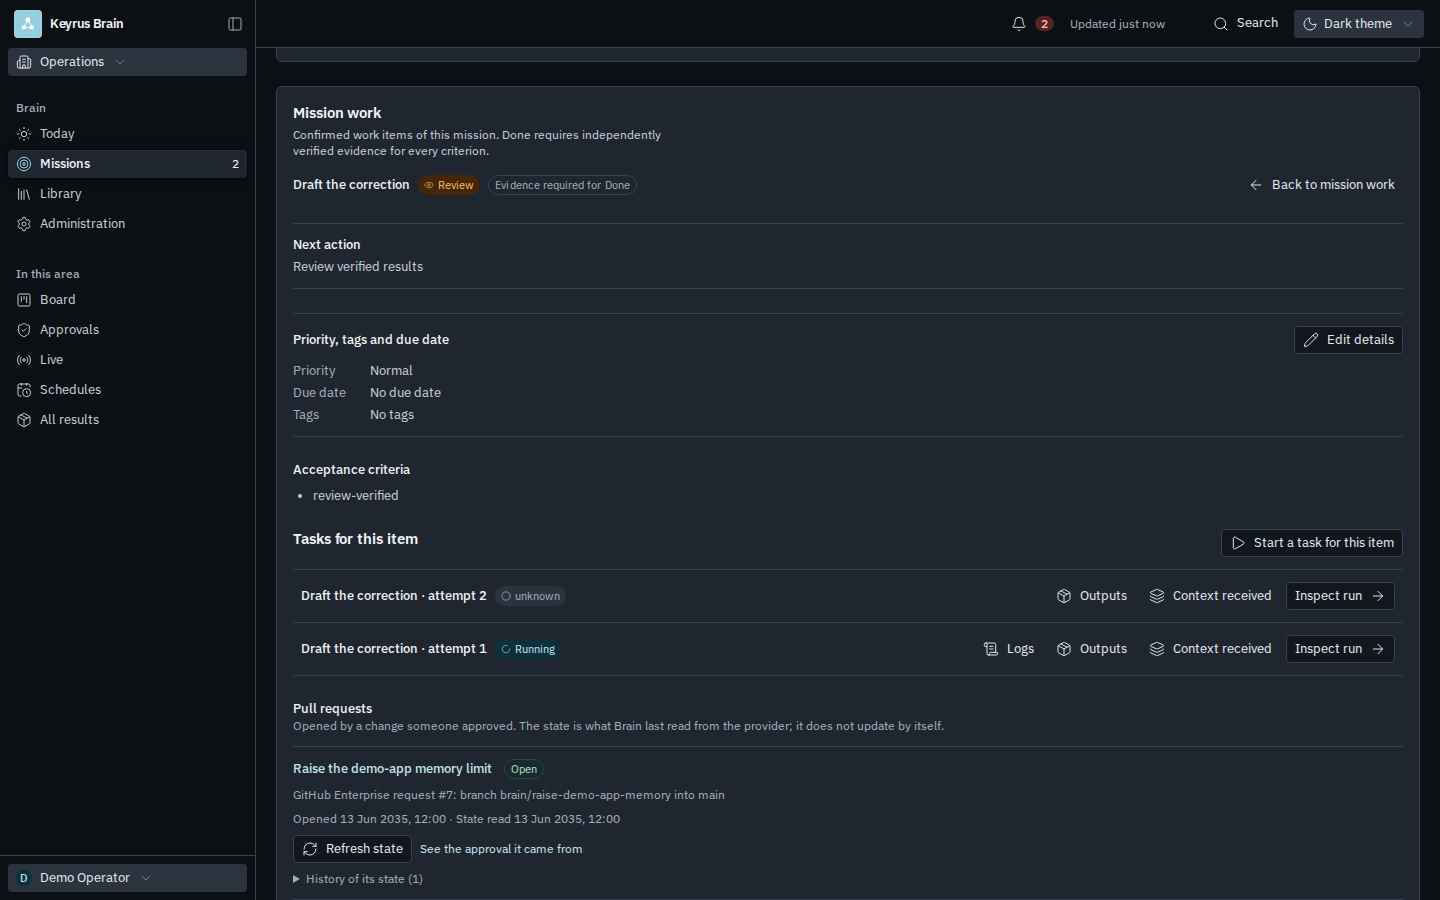 Keyrus Brain
2
Updated just now
Search
Dark theme
Operations
Brain
Today
Missions
2
Library
Administration
In this area
Board
Approvals
Live
Schedules
All results
D
Demo Operator
Mission work
Confirmed work items of this mission. Done requires independently
verified evidence for every criterion.
Draft the correction
Review
Evidence required for Done
Back to mission work
Next action
Review verified results
Priority, tags and due date
Edit details
Priority Normal
Due date No due date
Tags No tags
Acceptance criteria
• review-verified
Tasks for this item
Start a task for this item
Draft the correction · attempt 2
unknown
Outputs
Context received
Inspect run
Draft the correction · attempt 1
Running
Logs
Outputs
Context received
Inspect run
Pull requests
Opened by a change someone approved. The state is what Brain last read from the provider; it does not update by itself.
Raise the demo-app memory limit
Open
GitHub Enterprise request #7: branch brain/raise-demo-app-memory into main
Opened 13 Jun 2035, 12:00 · State read 13 Jun 2035, 12:00
Refresh state
See the approval it came from
History of its state (1)